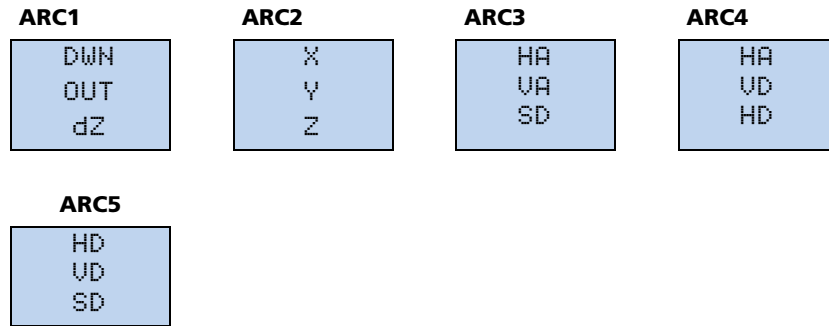 ARC1 ARC2 ARC3 ARC4
DWN X HA HA
OUT Y VA VD
dZ Z SD HD
ARC5
HD
VD
SD